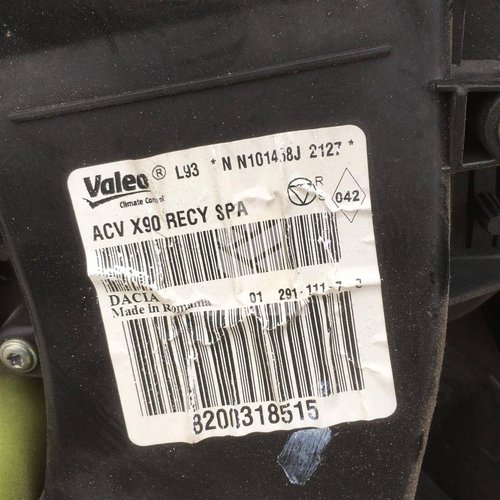 Valeo ® L93 * N N101458J 2127 *
Climate Control
R
042
ACV X90 RECY SPA
DACIA 01 291-111-7
Made in Romania
8200318515